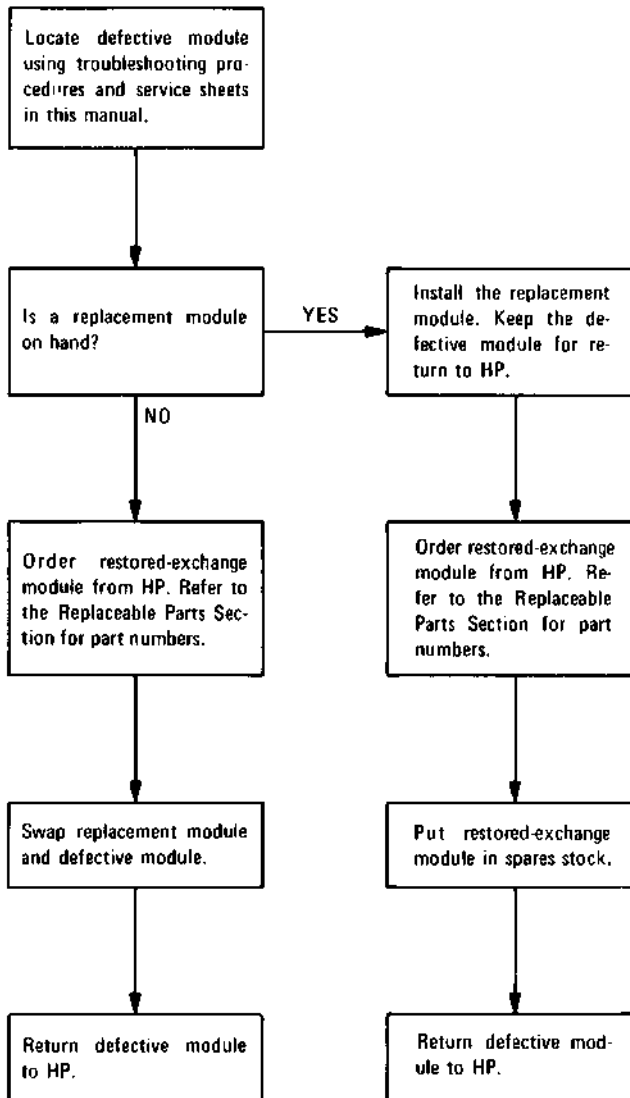 Locate defective module
using troubleshooting pro-
cedures and service sheets
in this manual.
Is a replacement module
on hand?
YES
Install the replacement
module. Keep the de-
fective module for re-
turn to HP.
NO
Order restored-exchange
module from HP. Refer to
the Replaceable Parts Sec-
tion for part numbers.
Order restored-exchange
module from HP. Re-
fer to the Replaceable
Parts Section for part
numbers.
Swap replacement module
and defective module.
Put restored-exchange
module in spares stock.
Return defective module
to HP.
Return defective mod-
ule to HP.